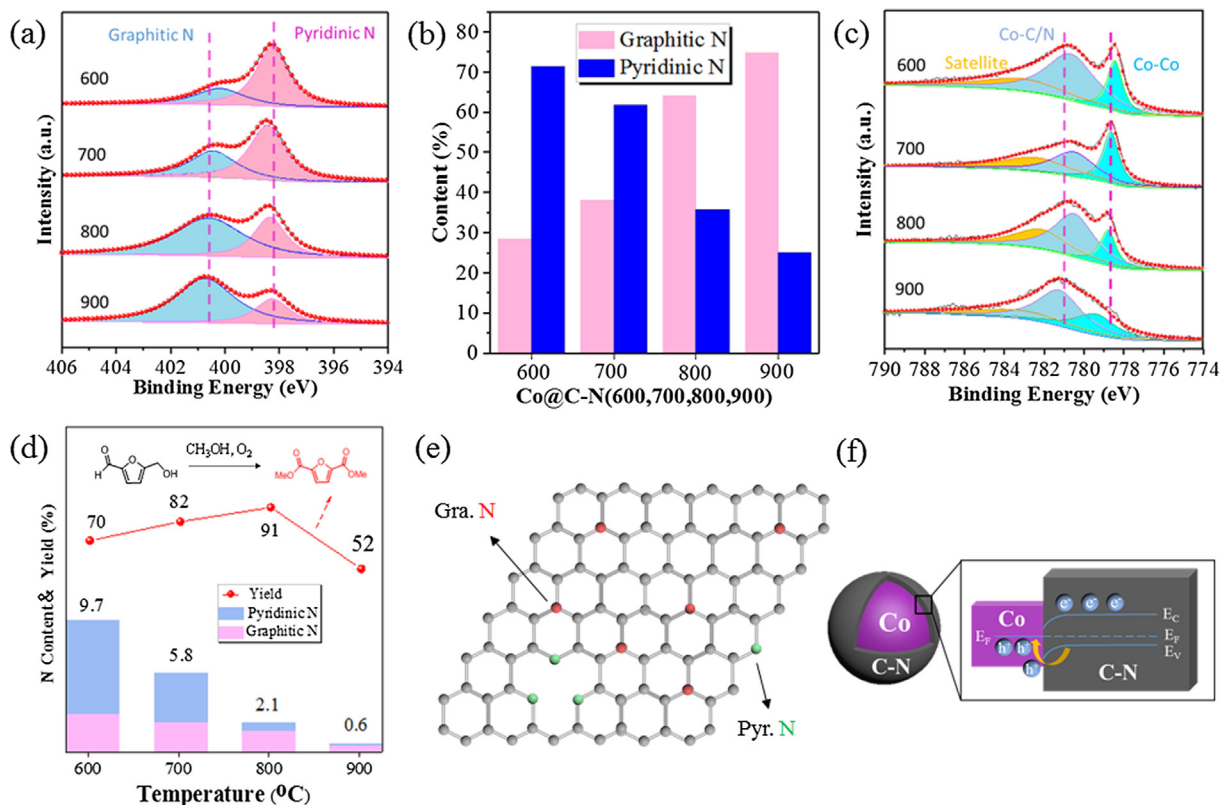 (a)
Graphitic N
Pyridinic N
600
700
800
900
Intensity (a.u.)
406 404 402 400 398 396 394
Binding Energy (eV)
(b)
Graphitic N
Pyridinic N
80
70
60
50
40
30
20
10
0
Content (%)
600 700 800 900
Co@C-N(600,700,800,900)
(c)
Co-C/N
Satellite
Co-Co
600
700
800
900
Intensity (a.u.)
790 788 786 784 782 780 778 776 774
Binding Energy (eV)
(d)
O
H
O
OH
CH3OH, O2
O
MeO
O
O
OMe
70
82
91
52
Yield
Pyridinic N
Graphitic N
9.7
5.8
2.1
0.6
N Content& Yield (%)
600 700 800 900
Temperature (⁰C)
(e)
Gra. N
Pyr. N
(f)
Co
C-N
Co
EF
h+ h+
h+
e- e- e-
EC
EF
EV
C-N